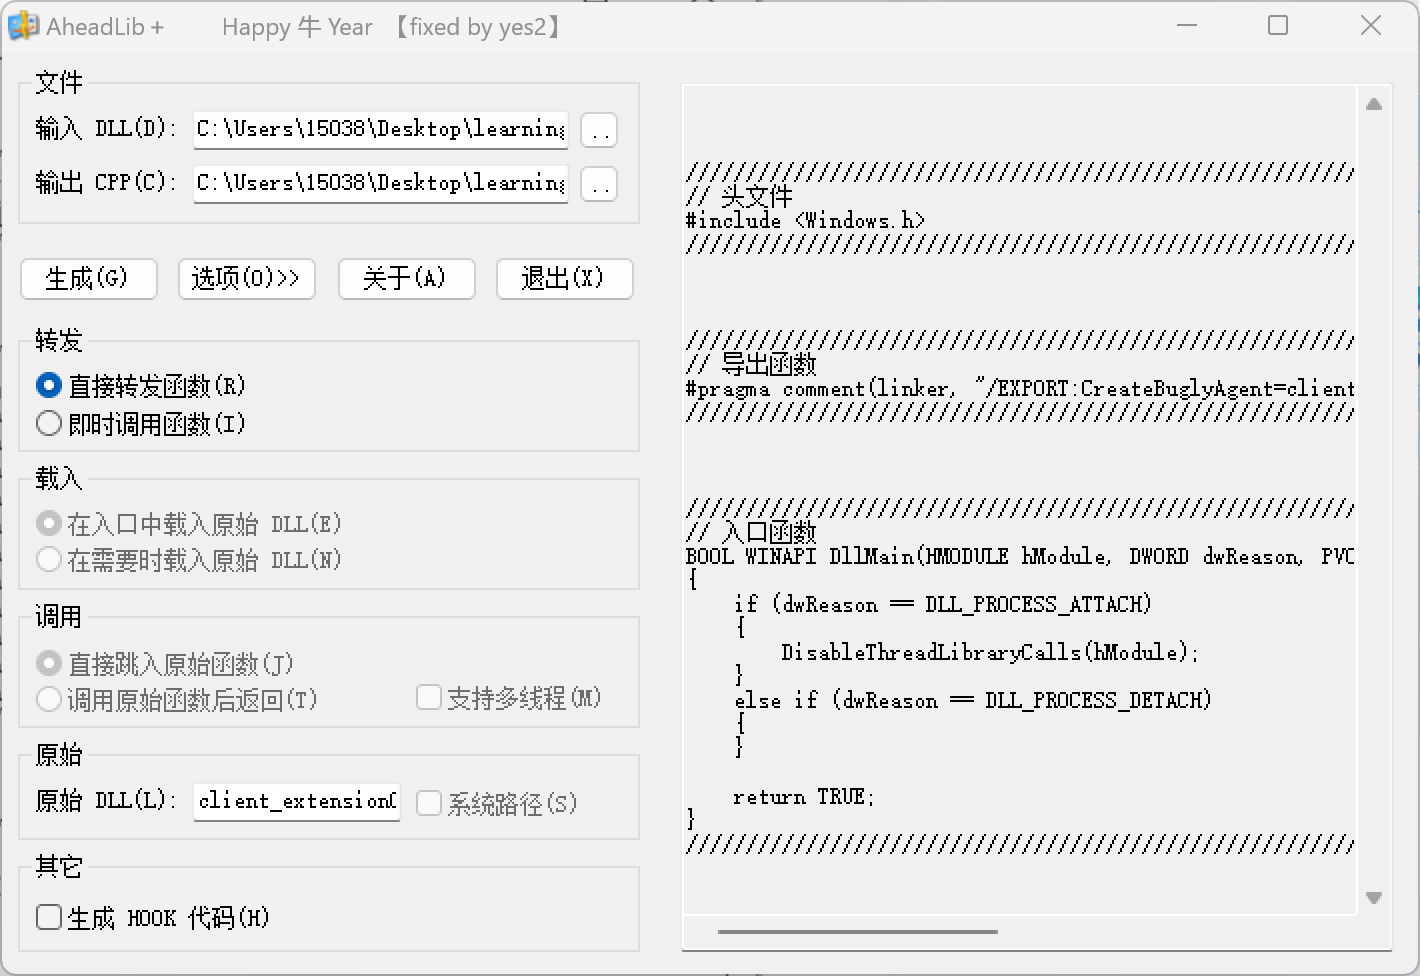 AheadLib +	Happy 牛 Year 【fixed by yes2】
文件
输入 DLL(D): C:\Users\15038\Desktop\learning ..
输出 CPP(C): C:\Users\15038\Desktop\learning ..
生成(G) 选项(O)>> 关于(A) 退出(X)
转发
直接转发函数(R)
即时调用函数(I)
载入
在入口中载入原始 DLL(E)
在需要时载入原始 DLL(N)
调用
直接跳入原始函数(J)
调用原始函数后返回(T) 支持多线程(M)
原始
原始 DLL(L): client_extension 系统路径(S)
其它
生成 HOOK 代码(H)
////////////////////////////////////////////////////////
// 头文件
#include <Windows.h>
////////////////////////////////////////////////////////
////////////////////////////////////////////////////////
// 导出函数
#pragma comment(linker, "/EXPORT:CreateBuglyAgent=client
////////////////////////////////////////////////////////
////////////////////////////////////////////////////////
// 入口函数
BOOL WINAPI DllMain(HMODULE hModule, DWORD dwReason, PVO
{
    if (dwReason == DLL_PROCESS_ATTACH)
    {
        DisableThreadLibraryCalls(hModule);
    }
    else if (dwReason == DLL_PROCESS_DETACH)
    {
    }
    return TRUE;
}
////////////////////////////////////////////////////////